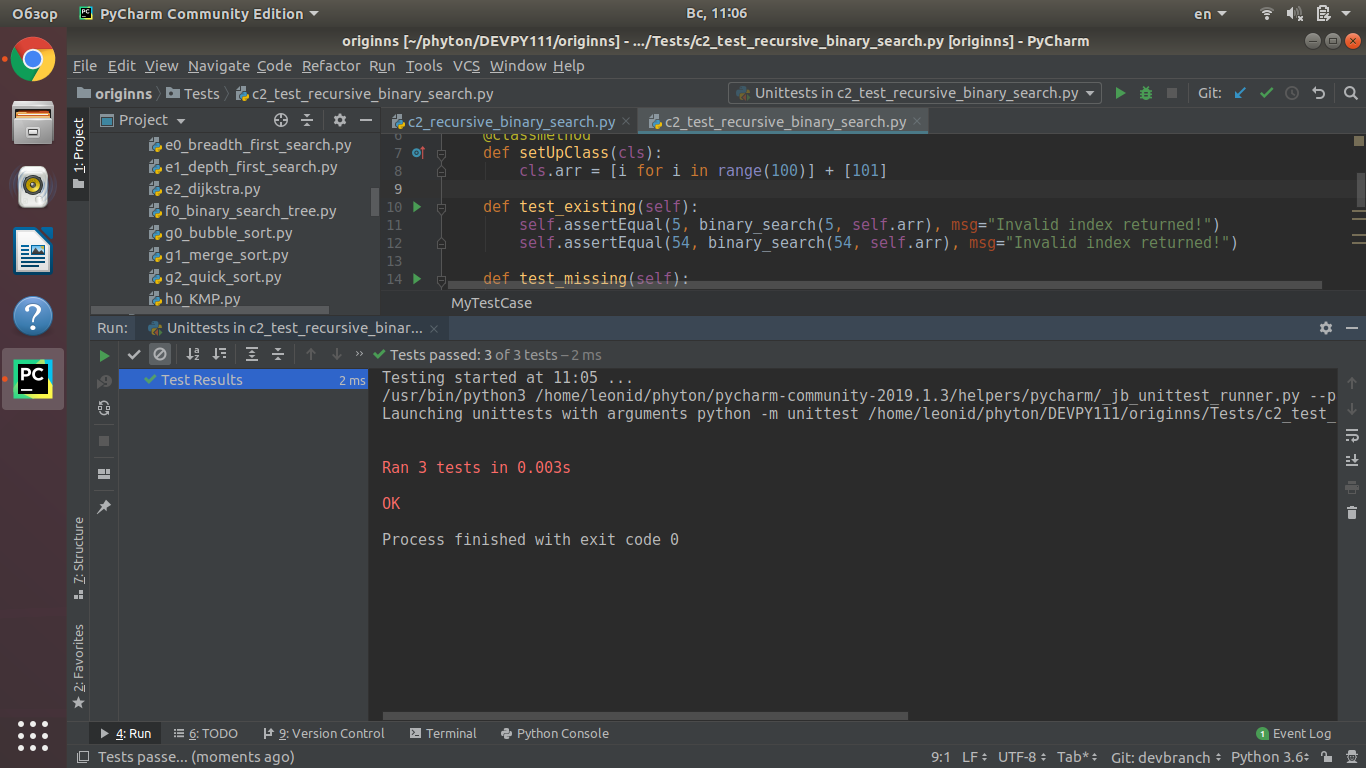 Обзор PyCharm Community Edition Вс, 11:06 en
originns [~/phyton/DEVPY111/originns] - .../Tests/c2_test_recursive_binary_search.py [originns] - PyCharm
File Edit View Navigate Code Refactor Run Tools VCS Window Help
originns Tests c2_test_recursive_binary_search.py Unittests in c2_test_recursive_binary_search.py Git:
1: Project
Project
e0_breadth_first_search.py
e1_depth_first_search.py
e2_dijkstra.py
f0_binary_search_tree.py
g0_bubble_sort.py
g1_merge_sort.py
g2_quick_sort.py
h0_KMP.py
c2_recursive_binary_search.py c2_test_recursive_binary_search.py
6 @classmethod
7 def setUpClass(cls):
8 cls.arr = [i for i in range(100)] + [101]
9
10 def test_existing(self):
11 self.assertEqual(5, binary_search(5, self.arr), msg="Invalid index returned!")
12 self.assertEqual(54, binary_search(54, self.arr), msg="Invalid index returned!")
13
14 def test_missing(self):
MyTestCase
Run: Unittests in c2_test_recursive_binar...
Tests passed: 3 of 3 tests – 2 ms
Test Results 2 ms
Testing started at 11:05 ...
/usr/bin/python3 /home/leonid/phyton/pycharm-community-2019.1.3/helpers/pycharm/_jb_unittest_runner.py --p
Launching unittests with arguments python -m unittest /home/leonid/phyton/DEVPY111/originns/Tests/c2_test_
Ran 3 tests in 0.003s
OK
Process finished with exit code 0
7: Structure
2: Favorites
4: Run 6: TODO 9: Version Control Terminal Python Console 1 Event Log
Tests passe... (moments ago) 9:1 LF UTF-8 Tab* Git: devbranch Python 3.6